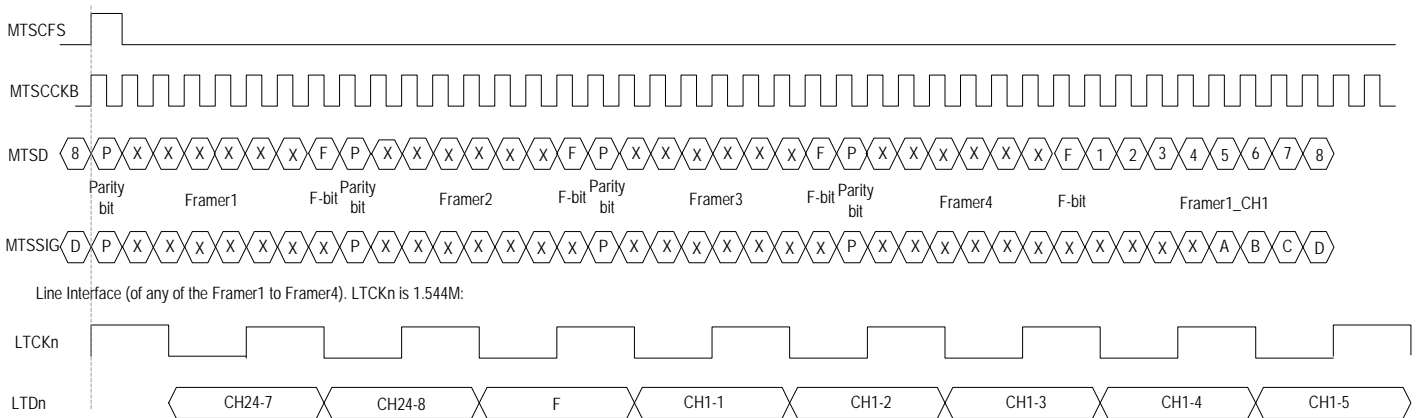 MTSCFS
MTSCCKB
MTSD 8 P X X X X X X F P X X X X X X F P X X X X X X F P X X X X X X F 1 2 3 4 5 6 7 8
Parity bit Framer1 F-bit Parity bit Framer2 F-bit Parity bit Framer3 F-bit Parity bit Framer4 F-bit Framer1_CH1
MTSSIG D P X X X X X X X P X X X X X X X P X X X X X X X P X X X X X X X X X X X A B C D
Line Interface (of any of the Framer1 to Framer4). LTCKn is 1.544M:
LTCKn
LTDn CH24-7 CH24-8 F CH1-1 CH1-2 CH1-3 CH1-4 CH1-5